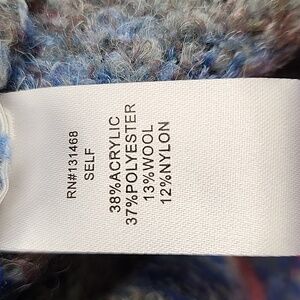 RN#131468
SELF
38%ACRYLIC
37%POLYESTER
13%WOOL
12%NYLON